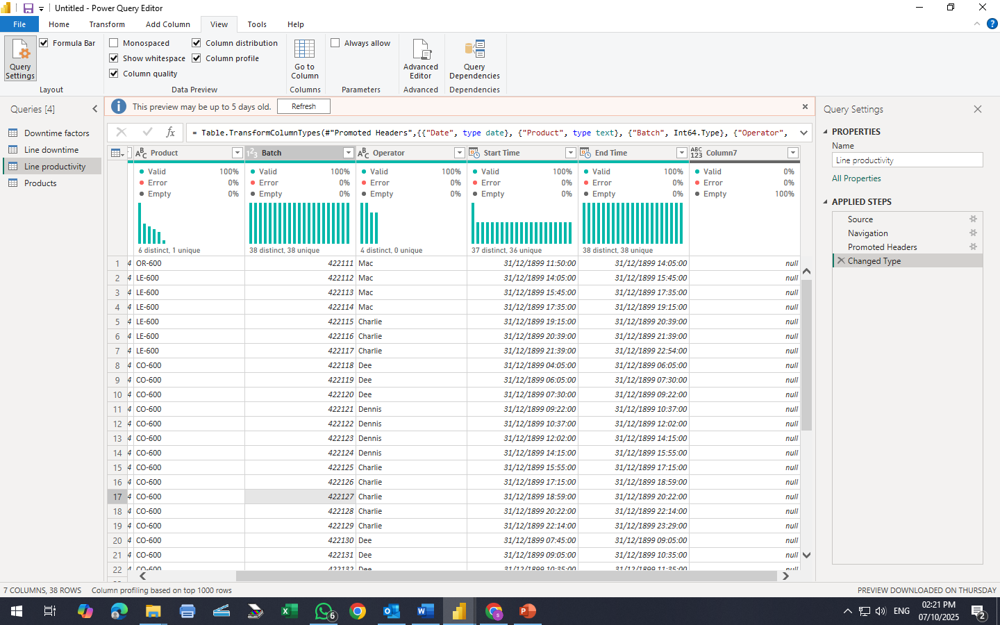 Untitled - Power Query Editor
File Home Transform Add Column View Tools Help
Query Settings
Formula Bar
Layout
Monospaced
Show whitespace
Column quality
Column distribution
Column profile
Data Preview
Go to Column
Columns
Always allow
Parameters
Advanced Editor
Advanced
Query Dependencies
Dependencies
Queries [4]
Downtime factors
Line downtime
Line productivity
Products
This preview may be up to 5 days old. Refresh
= Table.TransformColumnTypes(#"Promoted Headers",{{"Date", type date}, {"Product", type text}, {"Batch", Int64.Type}, {"Operator",
Product Batch Operator Start Time End Time Column7
Valid 100% Valid 100% Valid 100% Valid 100% Valid 100% Valid 0%
Error 0% Error 0% Error 0% Error 0% Error 0% Error 0%
Empty 0% Empty 0% Empty 0% Empty 0% Empty 0% Empty 100%
6 distinct, 1 unique 38 distinct, 38 unique 4 distinct, 0 unique 37 distinct, 36 unique 38 distinct, 38 unique
1 4 OR-600 422111 Mac 31/12/1899 11:50:00 31/12/1899 14:05:00 null
2 4 LE-600 422112 Mac 31/12/1899 14:05:00 31/12/1899 15:45:00 null
3 4 LE-600 422113 Mac 31/12/1899 15:45:00 31/12/1899 17:35:00 null
4 4 LE-600 422114 Mac 31/12/1899 17:35:00 31/12/1899 19:15:00 null
5 4 LE-600 422115 Charlie 31/12/1899 19:15:00 31/12/1899 20:39:00 null
6 4 LE-600 422116 Charlie 31/12/1899 20:39:00 31/12/1899 21:39:00 null
7 4 LE-600 422117 Charlie 31/12/1899 21:39:00 31/12/1899 22:54:00 null
8 4 CO-600 422118 Dee 31/12/1899 04:05:00 31/12/1899 06:05:00 null
9 4 CO-600 422119 Dee 31/12/1899 06:05:00 31/12/1899 07:30:00 null
10 4 CO-600 422120 Dee 31/12/1899 07:30:00 31/12/1899 09:22:00 null
11 4 CO-600 422121 Dennis 31/12/1899 09:22:00 31/12/1899 10:37:00 null
12 4 CO-600 422122 Dennis 31/12/1899 10:37:00 31/12/1899 12:02:00 null
13 4 CO-600 422123 Dennis 31/12/1899 12:02:00 31/12/1899 14:15:00 null
14 4 CO-600 422124 Dennis 31/12/1899 14:15:00 31/12/1899 15:55:00 null
15 4 CO-600 422125 Charlie 31/12/1899 15:55:00 31/12/1899 17:15:00 null
16 4 CO-600 422126 Charlie 31/12/1899 17:15:00 31/12/1899 18:59:00 null
17 4 CO-600 422127 Charlie 31/12/1899 18:59:00 31/12/1899 20:22:00 null
18 4 CO-600 422128 Charlie 31/12/1899 20:22:00 31/12/1899 22:14:00 null
19 4 CO-600 422129 Charlie 31/12/1899 22:14:00 31/12/1899 23:29:00 null
20 4 CO-600 422130 Dee 31/12/1899 07:45:00 31/12/1899 09:05:00 null
21 4 CO-600 422131 Dee 31/12/1899 09:05:00 31/12/1899 10:35:00 null
22 4 CO-600 422132 Dee 31/12/1899 10:35:00 31/12/1899 11:35:00 null
Query Settings
PROPERTIES
Name
Line productivity
All Properties
APPLIED STEPS
Source
Navigation
Promoted Headers
Changed Type
7 COLUMNS, 38 ROWS Column profiling based on top 1000 rows PREVIEW DOWNLOADED ON THURSDAY
6
ENG
02:21 PM
07/10/2025
2